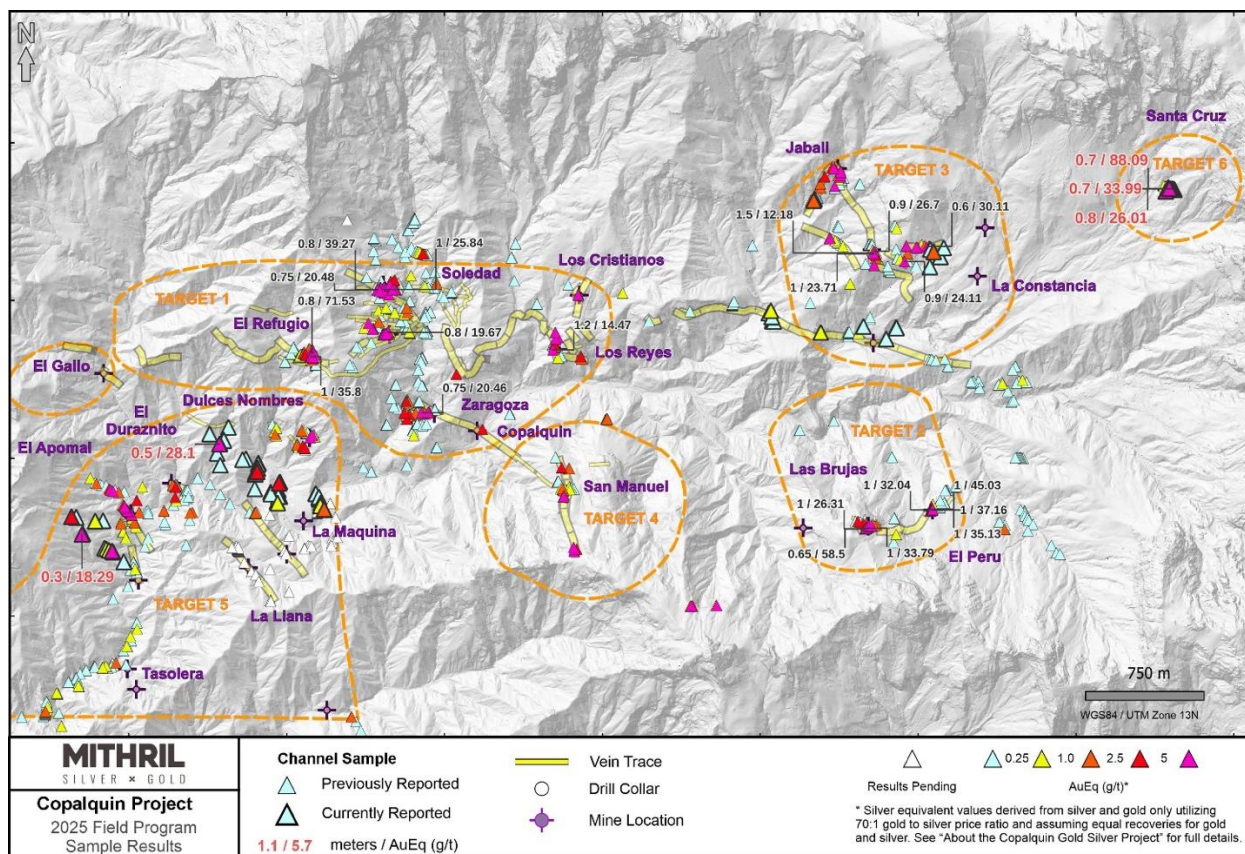 N
Santa Cruz
0.7 / 88.09
TARGET 6
0.7 / 33.99
0.8 / 26.01
Jabali
TARGET 3
0.9 / 26.7
0.6 / 30.11
1.5 / 12.18
0.8 / 39.27
1 / 25.84
Soledad
Los Cristianos
0.75 / 20.48
1 / 23.71
0.9 / 24.11
La Constancia
TARGET 1
0.8 / 71.53
El Refugio
0.8 / 19.67
1.2 / 14.47
Los Reyes
El Gallo
1 / 35.8
0.75 / 20.46
Dulces Nombres
Zaragoza
El
Duraznito
Copalquin
El Apomal
0.5 / 28.1
TARGET 2
Las Brujas
San Manuel
1 / 32.04
1 / 45.03
1 / 26.31
1 / 37.16
TARGET 4
La Maquina
1 / 35.13
0.65 / 58.5
1 / 33.79
El Peru
0.3 / 18.29
TARGET 5
La Liana
Tasolera
750 m
WGS84 / UTM Zone 13N
MITHRIL
SILVER × GOLD
Copalquin Project
2025 Field Program
Sample Results
Channel Sample
Previously Reported
Currently Reported
1.1 / 5.7 meters / AuEq (g/t)
Vein Trace
Drill Collar
Mine Location
0.25 1.0 2.5 5
Results Pending AuEq (g/t)*
* Silver equivalent values derived from silver and gold only utilizing
70:1 gold to silver price ratio and assuming equal recoveries for gold
and silver. See “About the Copalquin Gold Silver Project” for full details.